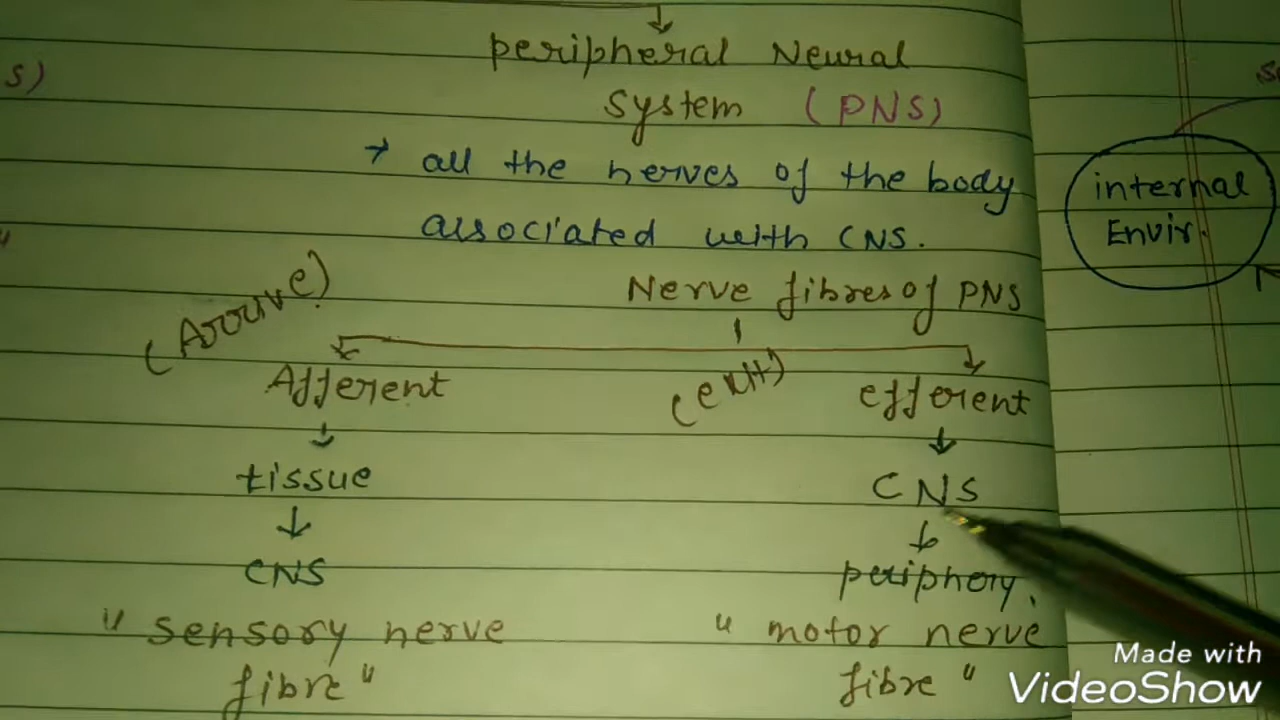 Peripheral Neural
System (PNS)
s)
→ all the nerves of the body
associated with CNS.
internal
Envir.
Nerve fibres of PNS
(Arrive)
Afferent
(exit)
efferent
tissue
CNS
CNS
periphery.
" sensory nerve
fibre "
" motor nerve
fibre "
Made with
VideoShow